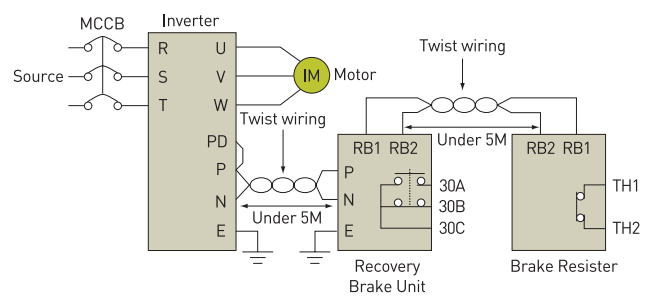 MCCB
Inverter
Source
R
S
T
U
V
W
IM
Motor
PD
P
N
E
Twist wiring
Under 5M
P
N
E
RB1 RB2
30A
30B
30C
Recovery
Brake Unit
Twist wiring
Under 5M
RB2 RB1
TH1
TH2
Brake Resister